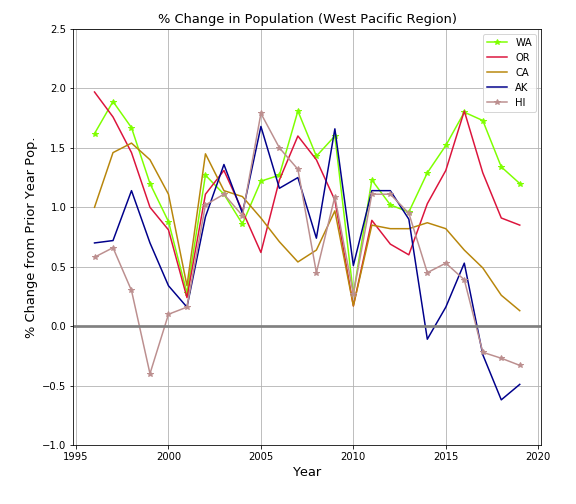 % Change in Population (West Pacific Region)
2.5
2.0
1.5
1.0
0.5
0.0
−0.5
−1.0
% Change from Prior Year Pop.
WA
OR
CA
AK
HI
1995
2000
2005
2010
2015
2020
Year